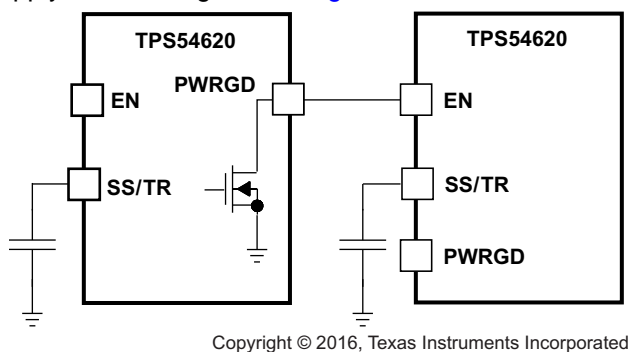 TPS54620
TPS54620
PWRGD
EN
EN
SS/TR
SS/TR
PWRGD
Copyright © 2016, Texas Instruments Incorporated